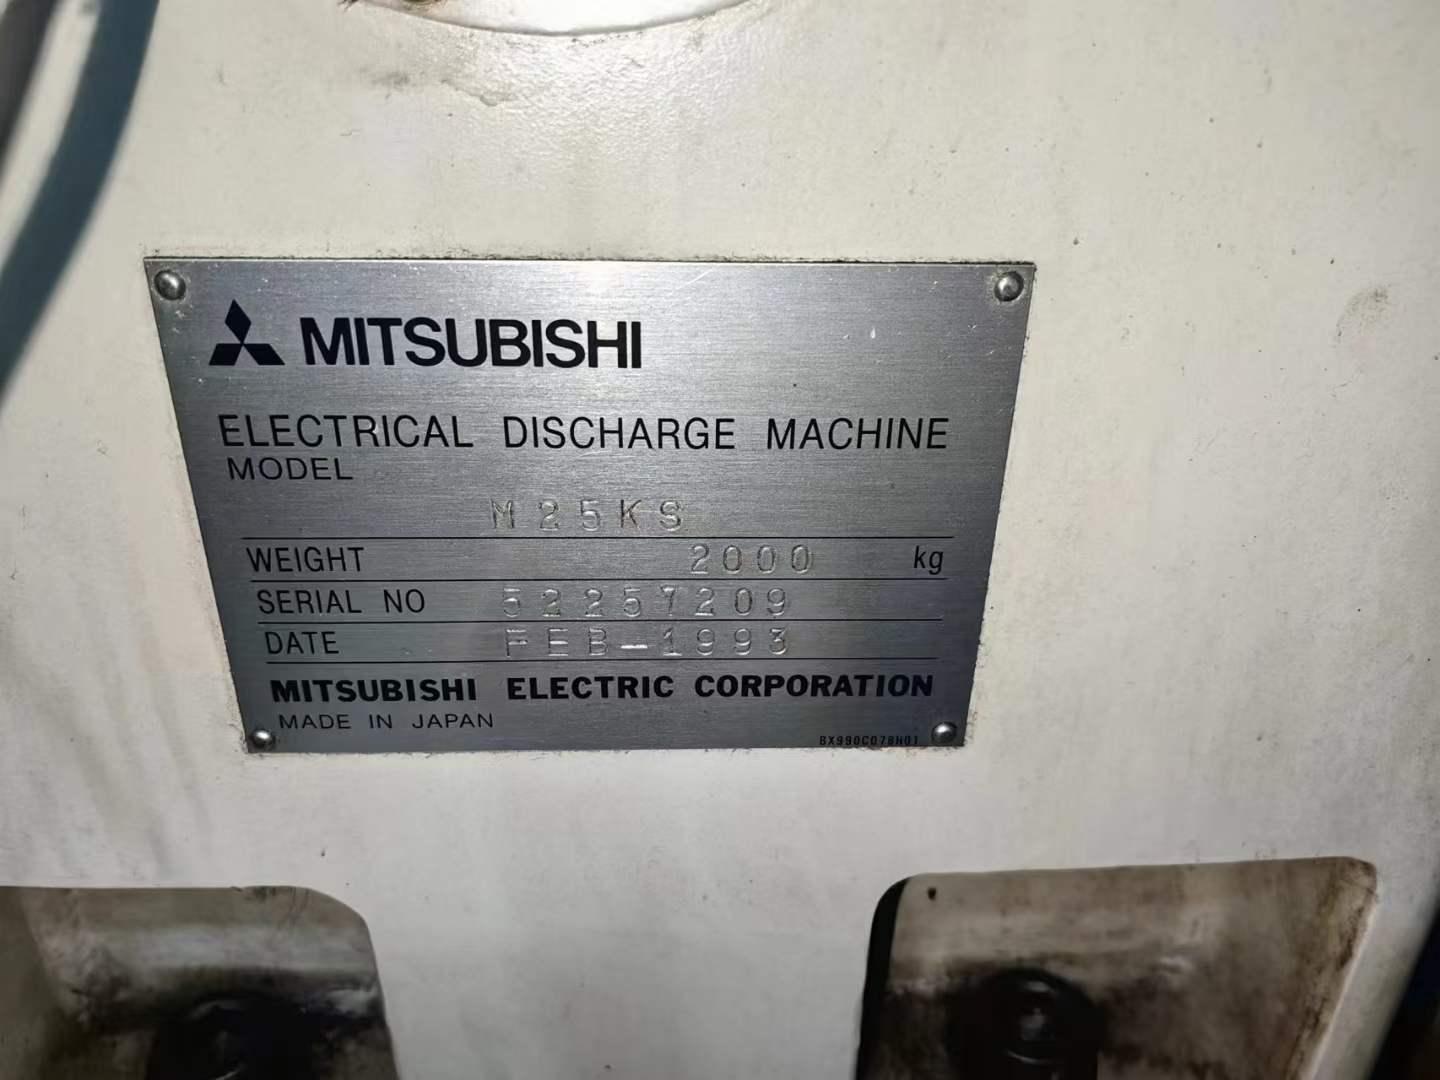 MITSUBISHI
ELECTRICAL DISCHARGE MACHINE
MODEL
M25KS
WEIGHT 2000 kg
SERIAL NO 52257209
DATE FEB-1993
MITSUBISHI ELECTRIC CORPORATION
MADE IN JAPAN
BX990C078H01